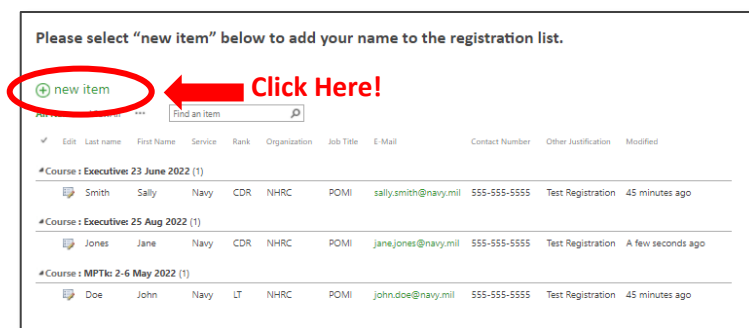 Please select “new item” below to add your name to the registration list.
new item
Click Here!
••• Find an item
Edit Last name First Name Service Rank Organization Job Title E-Mail Contact Number Other Justification Modified
Course : Executive: 23 June 2022 (1)
Smith Sally Navy CDR NHRC POMI sally.smith@navy.mil 555-555-5555 Test Registration 45 minutes ago
Course : Executive: 25 Aug 2022 (1)
Jones Jane Navy CDR NHRC POMI jane.jones@navy.mil 555-555-5555 Test Registration A few seconds ago
Course : MPTk: 2-6 May 2022 (1)
Doe John Navy LT NHRC POMI john.doe@navy.mil 555-555-5555 Test Registration 45 minutes ago